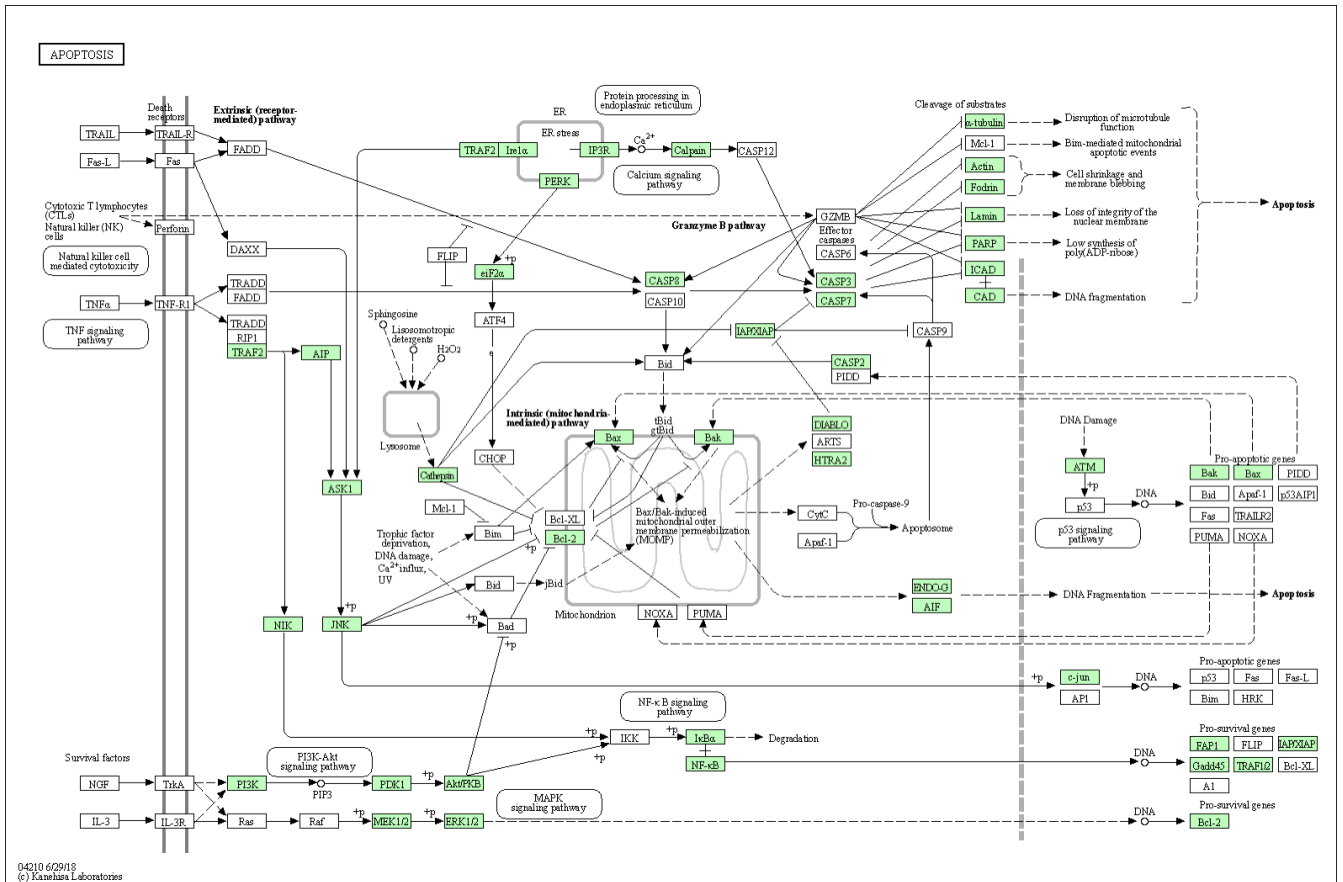 APOPTOSIS
Death
receptors
Extrinsic (receptor-
mediated) pathway
TRAIL
TRAIL-R
Fas-L
Fas
FADD
Cytotoxic T lymphocytes
(CTLs)
Natural killer (NK)
cells
Perforin
Natural killer cell
mediated cytotoxicity
DAXX
TNFα
TNF-R1
TRADD
FADD
TNF signaling
pathway
TRADD
RIP1
TRAF2
AIP
ER
ER stress
TRAF2
Ire1α
IP3R
Ca2+
Calpain
CASP12
PERK
Protein processing in
endoplasmic reticulum
Calcium signaling
pathway
Granzyme B pathway
GZMB
Effector
caspases
CASP6
CASP3
CASP7
FLIP
+p
eiF2α
ATF4
e
CHOP
CASP8
CASP10
IAP/XIAP
CASP9
Bid
CASP2
PIDD
tBid
gtBid
Sphingosine
Lisosomotropic
detergents
H2O2
Lysosome
Cathepsin
Intrinsic (mitochondria-
mediated) pathway
Bax
Bak
DIABLO
ARTS
HTRA2
ASK1
Mcl-1
Bim
Bcl-XL
Bcl-2
+p
Bax/Bak-induced
mitochondrial outer
membrane permeabilization
(MOMP)
Trophic factor
deprivation,
DNA damage,
Ca2+influx,
UV
Bid
jBid
Bad
+p
+p
Mitochondrion
NOXA
PUMA
CytC
Apaf-1
Pro-caspase-9
Apoptosome
ENDO-G
AIF
DNA Fragmentation
Apoptosis
NIK
+p
JNK
Cleavage of substrates
α-tubulin
Disruption of microtubule
function
Mcl-1
Bim-mediated mitochondrial
apoptotic events
Actin
Fodrin
Cell shrinkage and
membrane blebbing
Lamin
Loss of integrity of the
nuclear membrane
PARP
Low synthesis of
poly(ADP-ribose)
ICAD
CAD
DNA fragmentation
Apoptosis
DNA Damage
ATM
+p
p53
DNA
p53 signaling
pathway
Pro-apoptotic genes
Bak
Bax
PIDD
Bid
Apaf-1
p53AIP1
Fas
TRAILR2
PUMA
NOXA
+p
c-jun
AP1
DNA
Pro-apoptotic genes
p53
Fas
Fas-L
Bim
HRK
NF-κB signaling
pathway
+p
+p
IKK
+p
IκBα
Degradation
NF-κB
DNA
Pro-survival genes
FAP1
FLIP
IAP/XIAP
Gadd45
TRAF1/2
Bcl-XL
A1
Survival factors
NGF
TrkA
PI3K-Akt
signaling pathway
PI3K
PIP3
PDK1
+p
Akt/PKB
IL-3
IL-3R
Ras
Raf
+p
MEK1/2
+p
ERK1/2
MAPK
signaling pathway
DNA
Pro-survival genes
Bcl-2
04210 6/29/18
(c) Kanehisa Laboratories